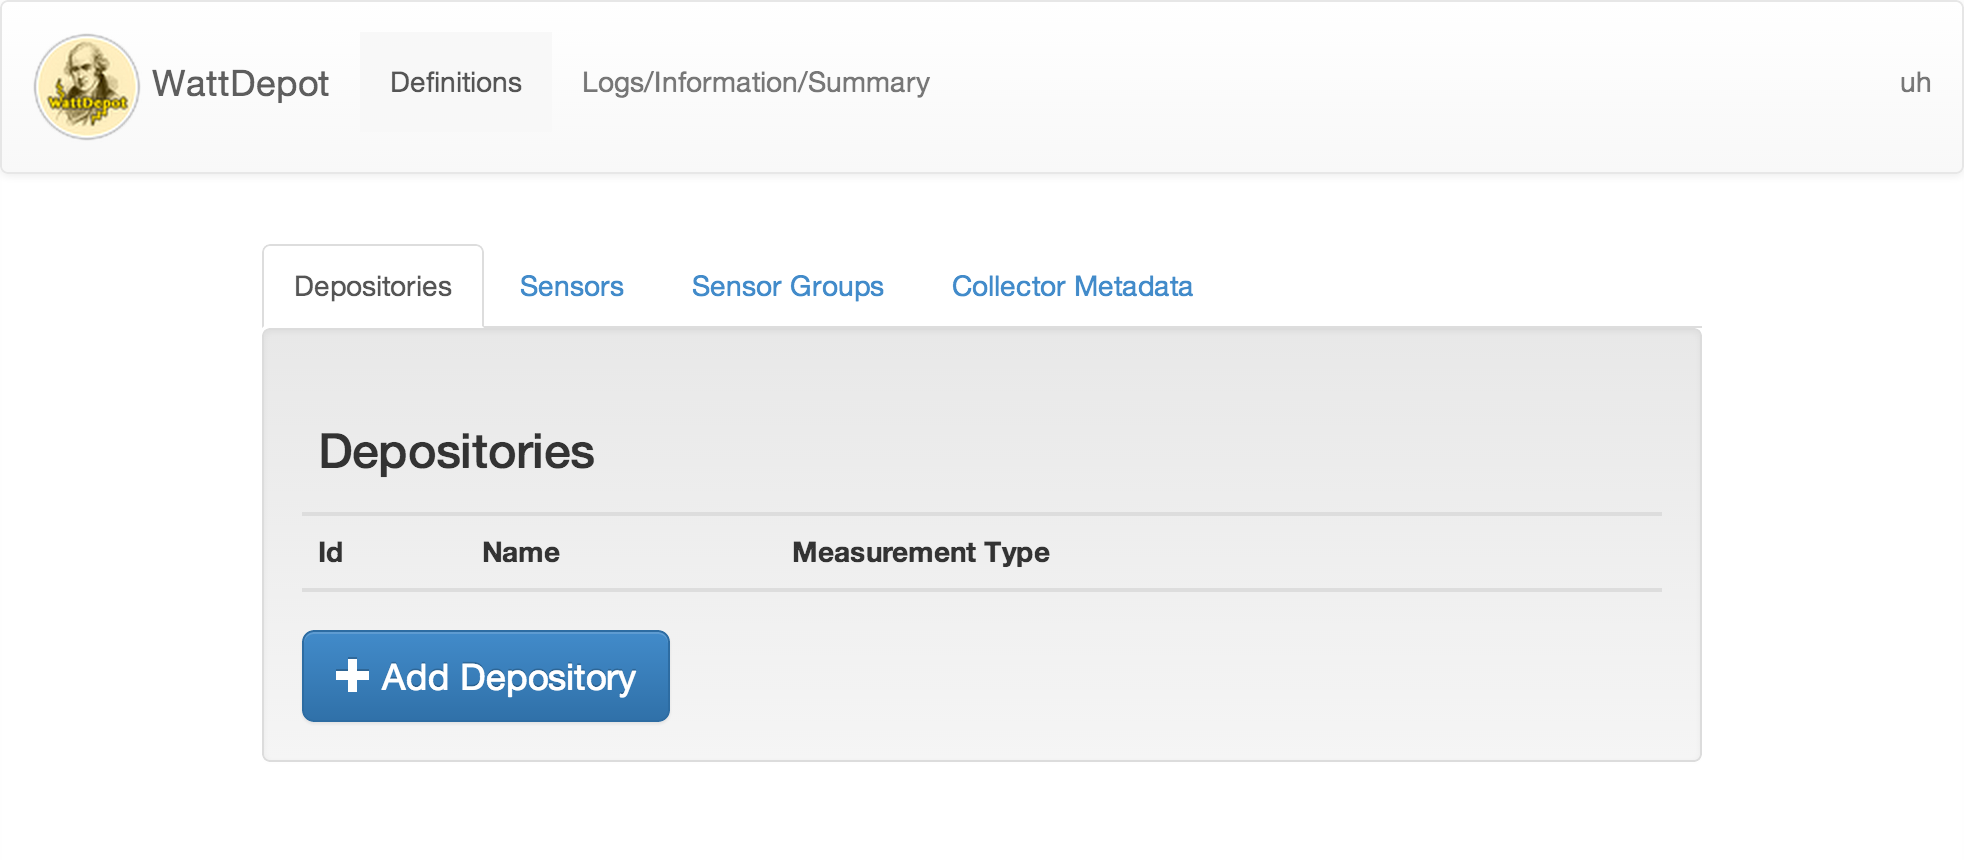 WattDepot
WattDepot Definitions Logs/Information/Summary uh
Depositories Sensors Sensor Groups Collector Metadata
Depositories
Id Name Measurement Type
Add Depository